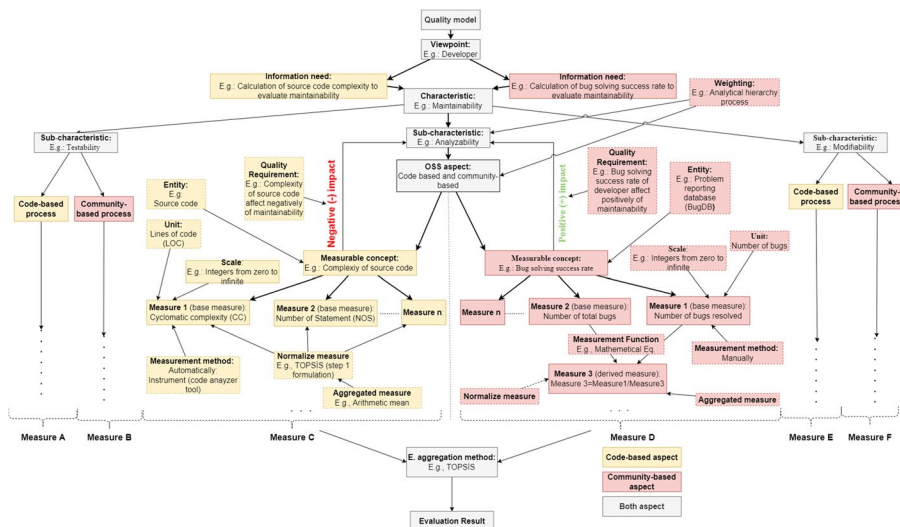 Quality model
Viewpoint:
E.g.: Developer
Information need:
E.g.: Calculation of source code complexity to
evaluate maintainability
Information need:
E.g.: Calculation of bug solving success rate
to evaluate maintainability
Weighting:
E.g.: Analytical hierarchy
process
Characteristic:
E.g.: Maintainability
Sub-characteristic:
E.g.: Testability
Sub-characteristic:
E.g.: Analyzability
Sub-characteristic:
E.g.: Modifiability
OSS aspect:
Code based and community-
based
Quality
Requirement:
E.g.: Complexity
of source code
affect negatively of
maintainability
Negative (-) impact
Positive (+) impact
Quality
Requirement:
E.g.: Bug solving
success rate of
developer affect
positively of
maintainability
Entity:
E.g.: Problem
reporting
database
(BugDB)
Code-based
process
Community-
based process
Entity:
E.g:
Source code
Code-based
process
Community-
based process
Unit:
Lines of code
(LOC)
Scale:
E.g.: Integers from zero to
infinite
Measurable concept:
E.g.: Complexiy of source code
Measurable concept:
E.g.: Bug solving success rate
Scale:
E.g.: Integers from zero to
infinite
Unit:
Number of bugs
Measure 1 (base measure):
Cyclomatic complexity (CC)
Measure 2 (base measure):
Number of Statement (NOS)
Measure n
Measure n
Measure 2 (base measure):
Number of total bugs
Measure 1 (base measure):
Number of bugs resolved
Measurement method:
Automatically:
Instrument (code anayzer
tool)
Normalize measure
E.g., TOPSİS (step 1
formulation)
Aggregated measure
E.g., Arithmetic mean
Measurement Function
E.g., Mathemetical Eq.
Measurement method:
Manually
Measure 3 (derived measure):
Measure 3=Measure1/Measure3
Normalize measure
Aggregated measure
Measure A
Measure B
Measure C
Measure D
Measure E
Measure F
E. aggregation method:
E.g., TOPSİS
Evaluation Result
Code-based aspect
Community-based
aspect
Both aspect